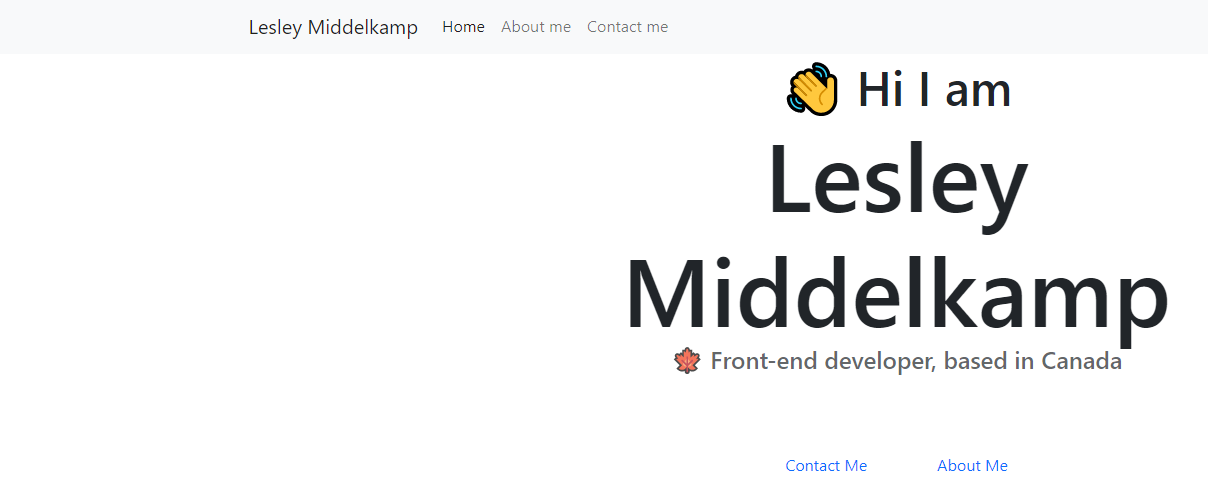 Lesley Middelkamp Home About me Contact me
👋 Hi I am
Lesley
Middelkamp
🍁 Front-end developer, based in Canada
Contact Me About Me